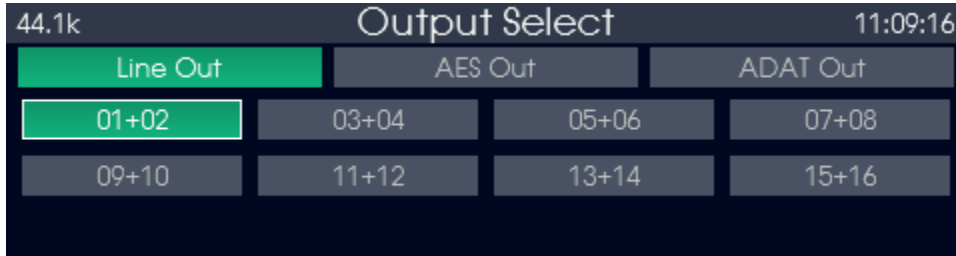 44.1k Output Select 11:09:16
Line Out AES Out ADAT Out
01+02 03+04 05+06 07+08
09+10 11+12 13+14 15+16